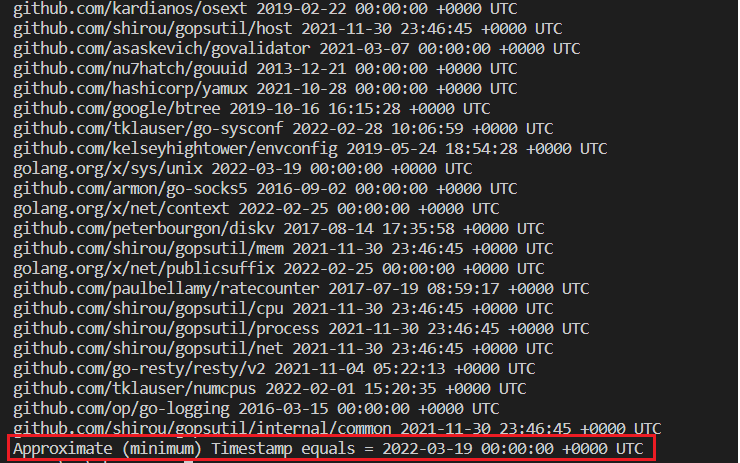 github.com/kardianos/osext 2019-02-22 00:00:00 +0000 UTC
github.com/shirou/gopsutil/host 2021-11-30 23:46:45 +0000 UTC
github.com/asaskevich/govalidator 2021-03-07 00:00:00 +0000 UTC
github.com/nu7hatch/gouuid 2013-12-21 00:00:00 +0000 UTC
github.com/hashicorp/yamux 2021-10-28 00:00:00 +0000 UTC
github.com/google/btree 2019-10-16 16:15:28 +0000 UTC
github.com/tklauser/go-sysconf 2022-02-28 10:06:59 +0000 UTC
github.com/kelseyhightower/envconfig 2019-05-24 18:54:28 +0000 UTC
golang.org/x/sys/unix 2022-03-19 00:00:00 +0000 UTC
github.com/armon/go-socks5 2016-09-02 00:00:00 +0000 UTC
golang.org/x/net/context 2022-02-25 00:00:00 +0000 UTC
github.com/peterbourgon/diskv 2017-08-14 17:35:58 +0000 UTC
github.com/shirou/gopsutil/mem 2021-11-30 23:46:45 +0000 UTC
golang.org/x/net/publicsuffix 2022-02-25 00:00:00 +0000 UTC
github.com/paulbellamy/ratecounter 2017-07-19 08:59:17 +0000 UTC
github.com/shirou/gopsutil/cpu 2021-11-30 23:46:45 +0000 UTC
github.com/shirou/gopsutil/process 2021-11-30 23:46:45 +0000 UTC
github.com/shirou/gopsutil/net 2021-11-30 23:46:45 +0000 UTC
github.com/go-resty/resty/v2 2021-11-04 05:22:13 +0000 UTC
github.com/tklauser/numcpus 2022-02-01 15:20:35 +0000 UTC
github.com/op/go-logging 2016-03-15 00:00:00 +0000 UTC
github.com/shirou/gopsutil/internal/common 2021-11-30 23:46:45 +0000 UTC
Approximate (minimum) Timestamp equals = 2022-03-19 00:00:00 +0000 UTC